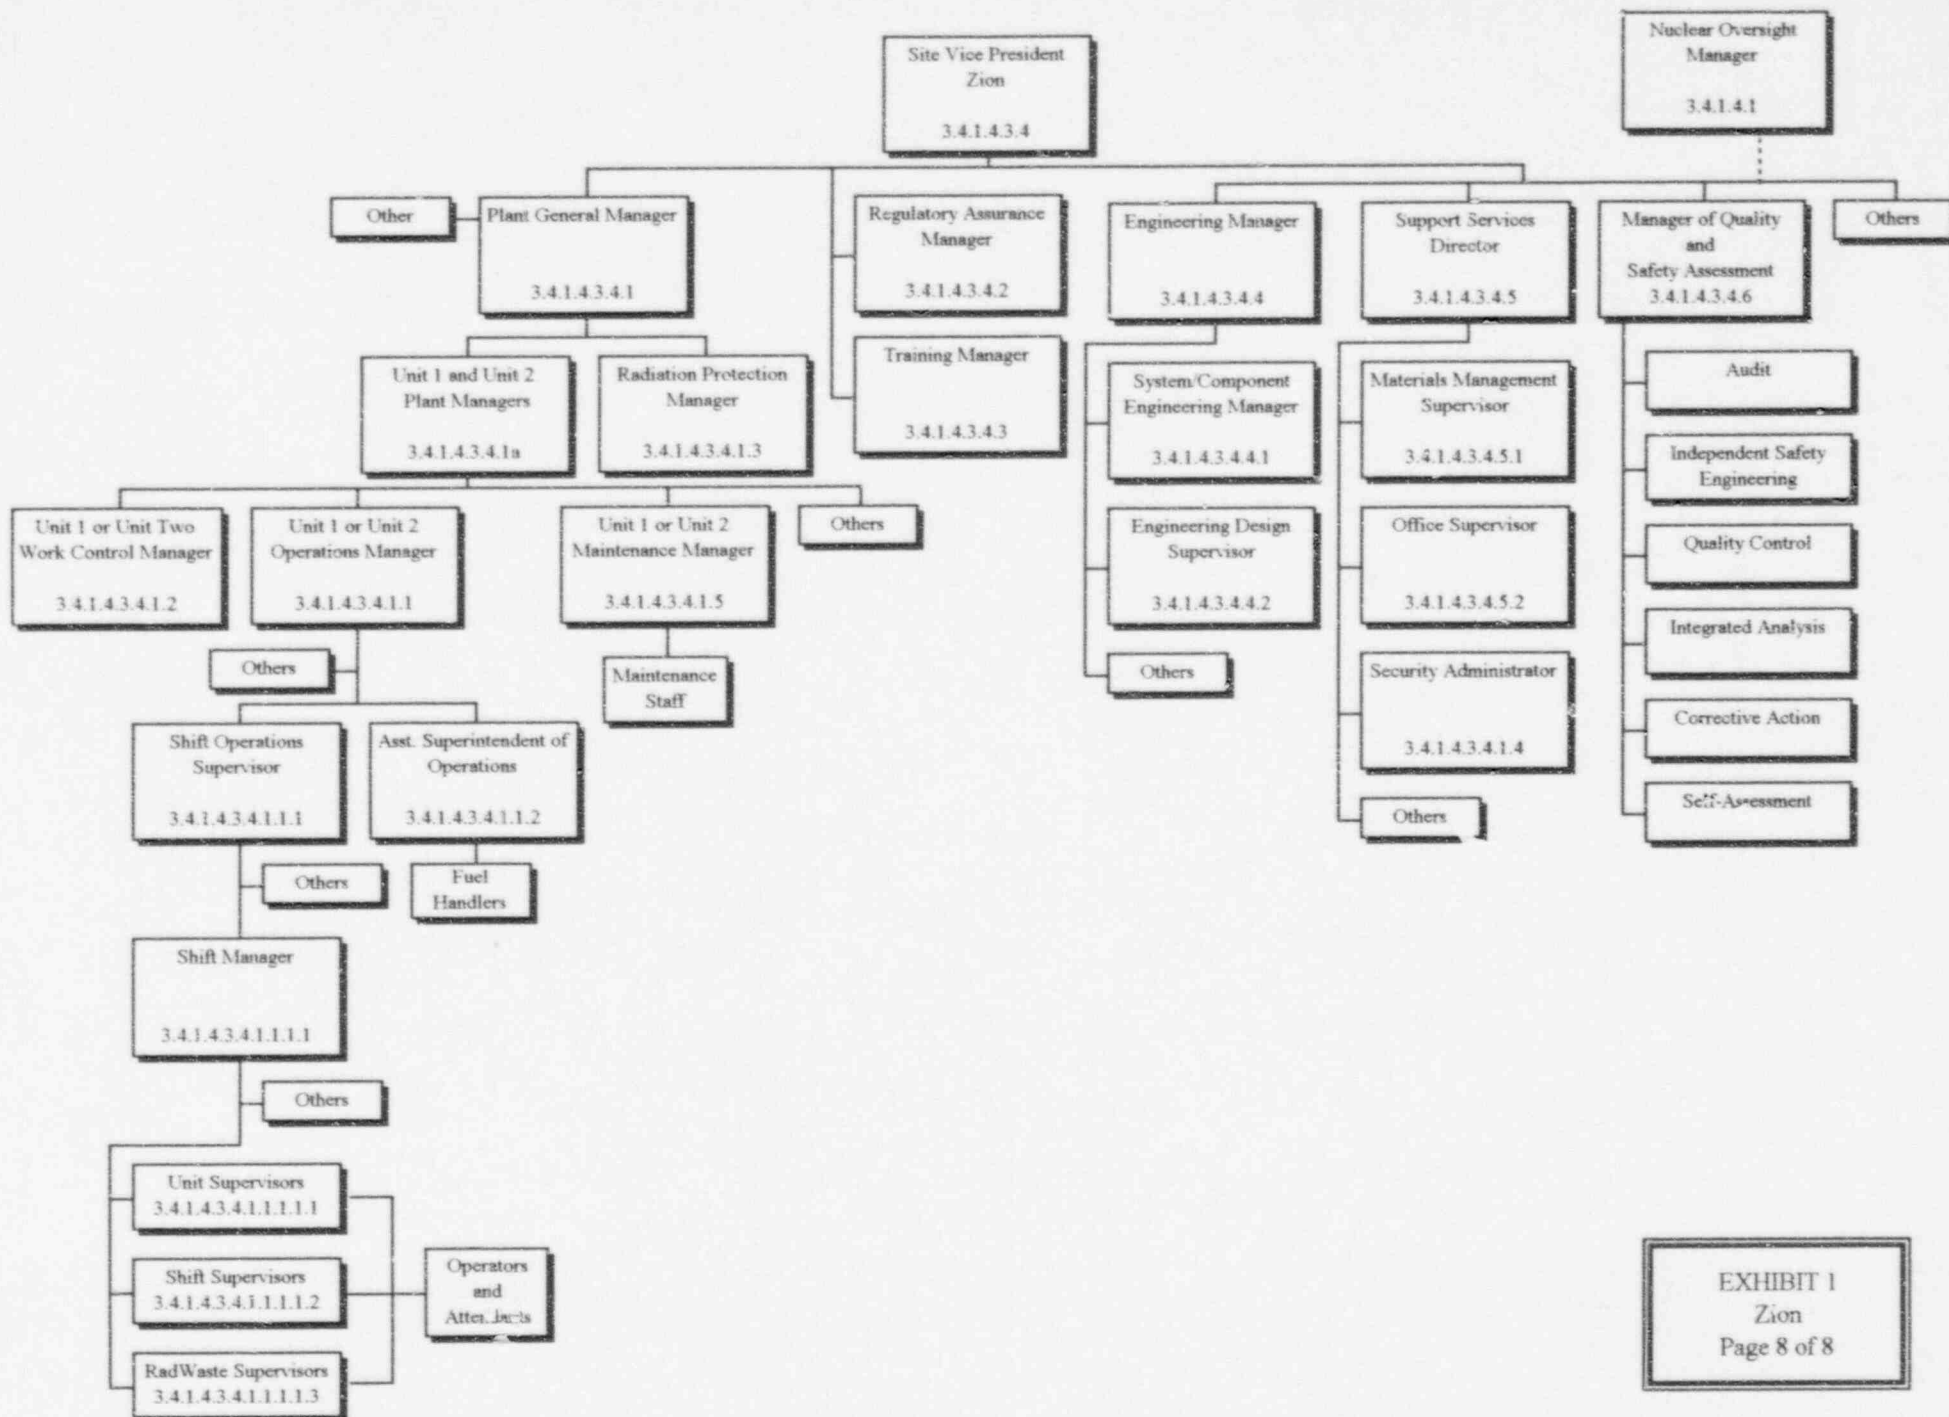 Nuclear Oversight
Manager
3.4.1.4.1
Site Vice President
Zion
3.4.1.4.3.4
Other
Plant General Manager
3.4.1.4.3.4.1
Regulatory Assurance
Manager
3.4.1.4.3.4.2
Training Manager
3.4.1.4.3.4.3
Engineering Manager
3.4.1.4.3.4.4
Support Services
Director
3.4.1.4.3.4.5
Manager of Quality
and
Safety Assessment
3.4.1.4.3.4.6
Others
Unit 1 and Unit 2
Plant Managers
3.4.1.4.3.4.1a
Radiation Protection
Manager
3.4.1.4.3.4.1.3
System/Component
Engineering Manager
3.4.1.4.3.4.4.1
Engineering Design
Supervisor
3.4.1.4.3.4.4.2
Others
Materials Management
Supervisor
3.4.1.4.3.4.5.1
Office Supervisor
3.4.1.4.3.4.5.2
Security Administrator
3.4.1.4.3.4.1.4
Others
Audit
Independent Safety
Engineering
Quality Control
Integrated Analysis
Corrective Action
Self-Assessment
Unit 1 or Unit Two
Work Control Manager
3.4.1.4.3.4.1.2
Unit 1 or Unit 2
Operations Manager
3.4.1.4.3.4.1.1
Unit 1 or Unit 2
Maintenance Manager
3.4.1.4.3.4.1.5
Others
Others
Maintenance
Staff
Shift Operations
Supervisor
3.4.1.4.3.4.1.1.1
Asst. Superintendent of
Operations
3.4.1.4.3.4.1.1.2
Others
Fuel
Handlers
Shift Manager
3.4.1.4.3.4.1.1.1.1
Others
Unit Supervisors
3.4.1.4.3.4.1.1.1.1.1
Shift Supervisors
3.4.1.4.3.4.1.1.1.1.2
RadWaste Supervisors
3.4.1.4.3.4.1.1.1.1.3
Operators
and
Attendants
EXHIBIT 1
Zion
Page 8 of 8